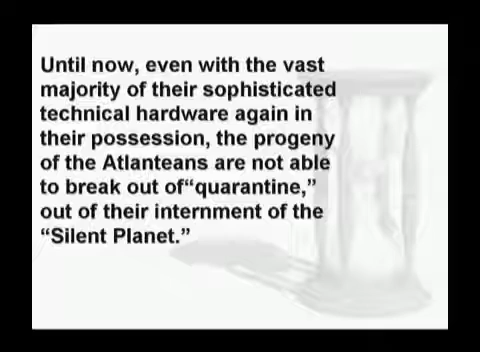 Until now, even with the vast
majority of their sophisticated
technical hardware again in
their possession, the progeny
of the Atlanteans are not able
to break out of“quarantine,”
out of their internment of the
“Silent Planet.”